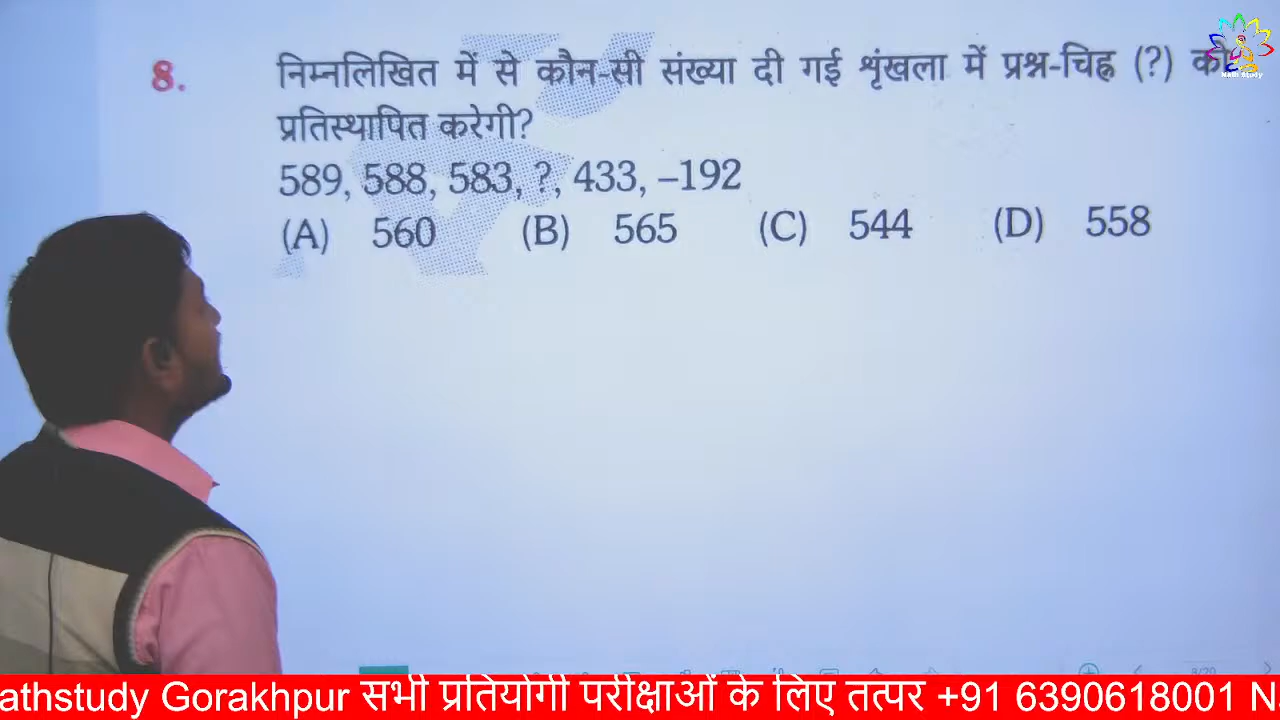 8. निम्नलिखित में से कौन-सी संख्या दी गई शृंखला में प्रश्न-चिह्न (?) को
प्रतिस्थापित करेगी?
589, 588, 583, ?, 433, –192
(A) 560 (B) 565 (C) 544 (D) 558
athstudy Gorakhpur सभी प्रतियोगी परीक्षाओं के लिए तत्पर +91 6390618001 N